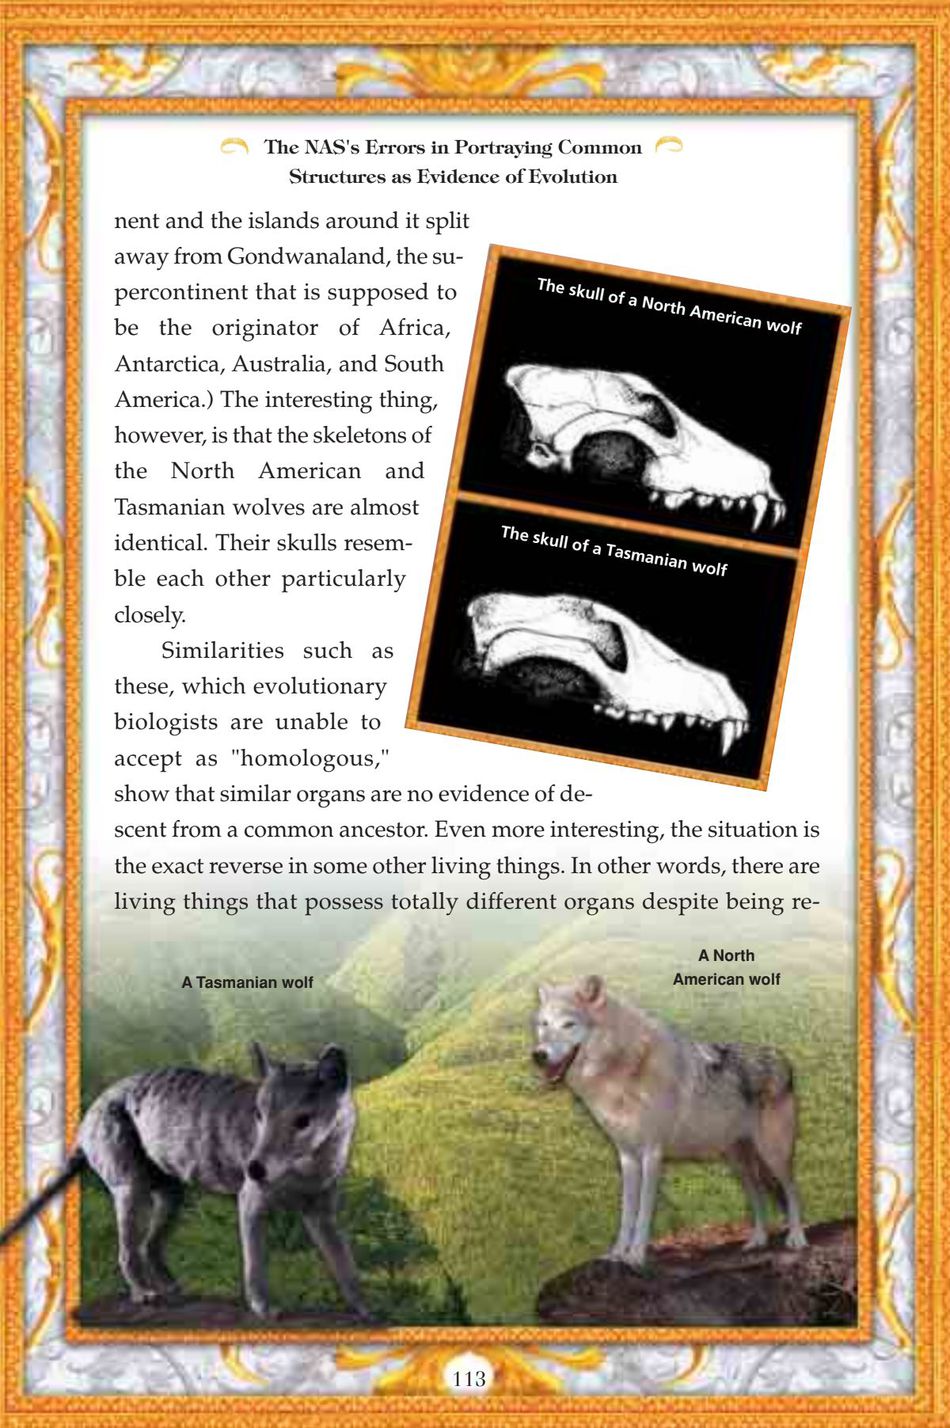 The NAS's Errors in Portraying Common
Structures as Evidence of Evolution
nent and the islands around it split
away from Gondwanaland, the su-
percontinent that is supposed to
be the originator of Africa,
Antarctica, Australia, and South
America.) The interesting thing,
however, is that the skeletons of
the North American and
Tasmanian wolves are almost
identical. Their skulls resem-
ble each other particularly
closely.
Similarities such as
these, which evolutionary
biologists are unable to
accept as "homologous,"
show that similar organs are no evidence of de-
scent from a common ancestor. Even more interesting, the situation is
the exact reverse in some other living things. In other words, there are
living things that possess totally different organs despite being re-
The skull of a North American wolf
The skull of a Tasmanian wolf
A Tasmanian wolf
A North
American wolf
113